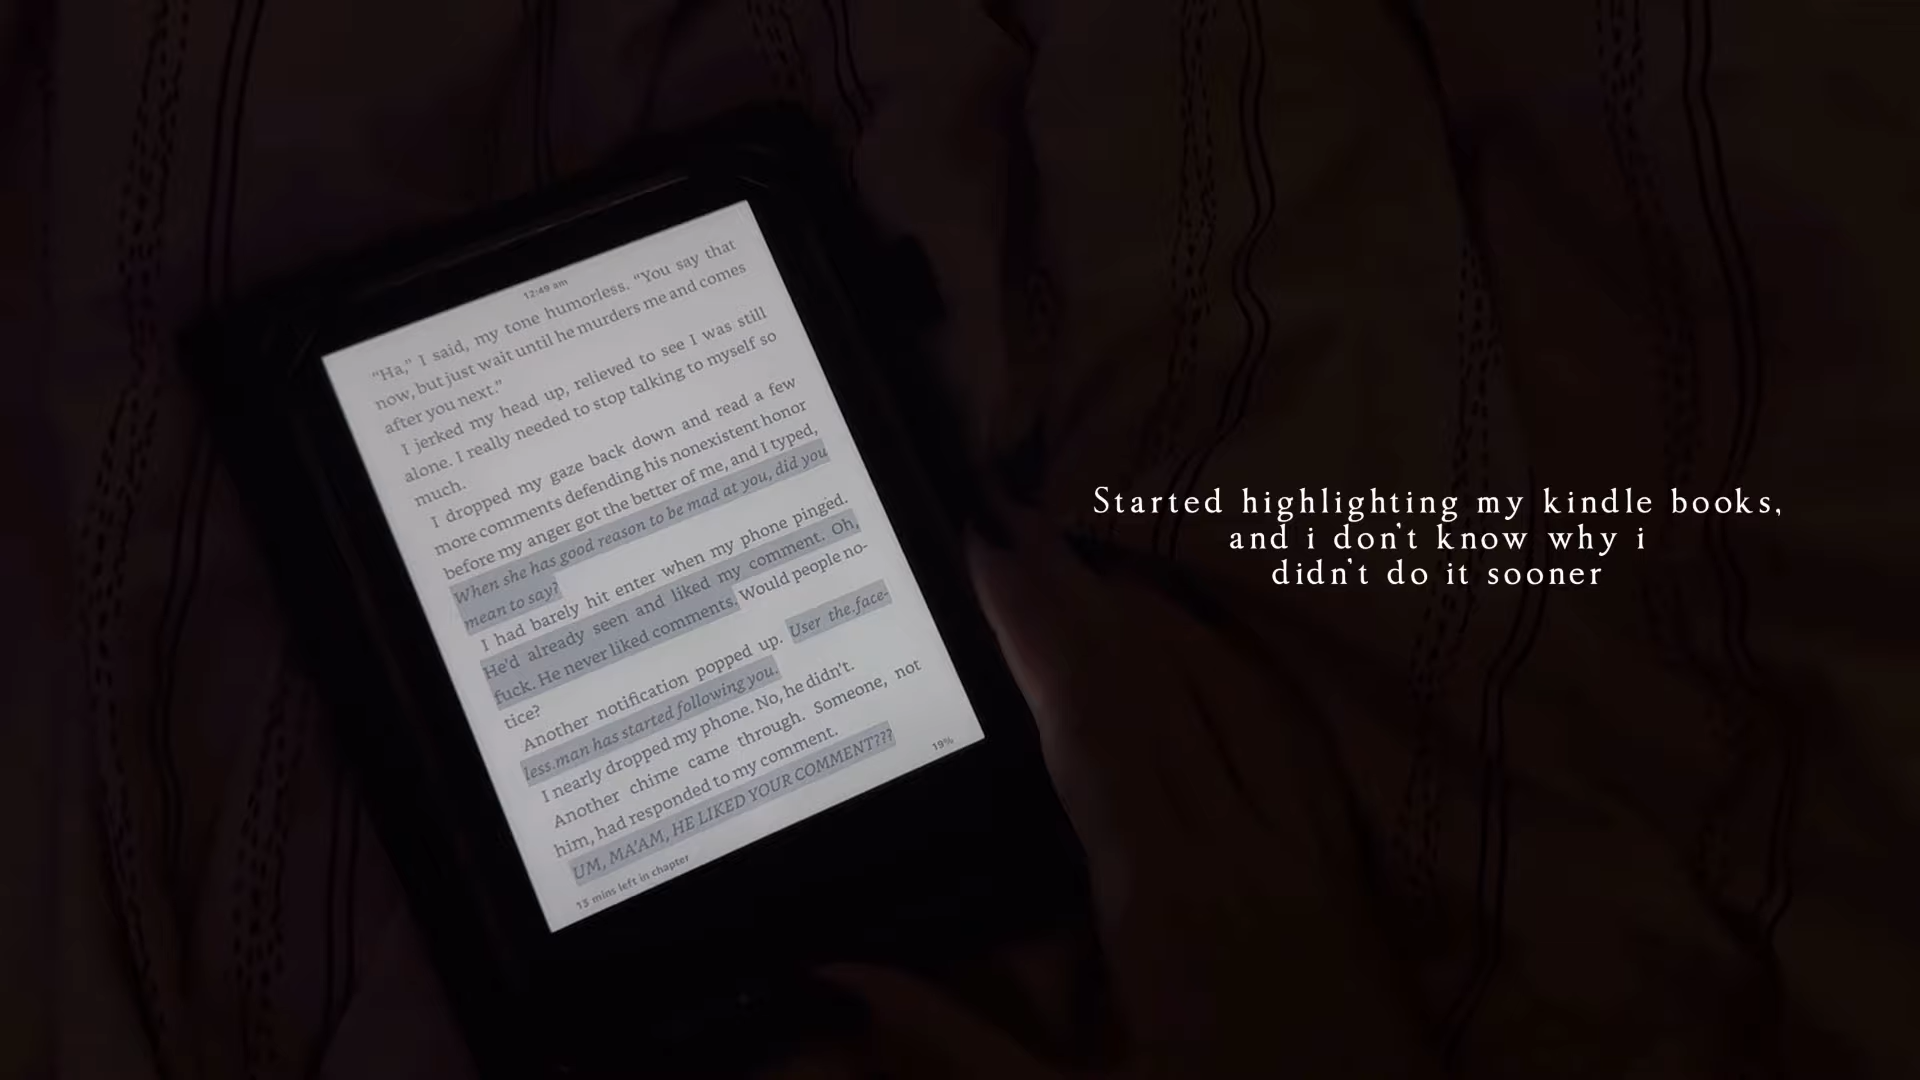 12:49 am
“Ha,” I said, my tone humorless. “You say that
now, but just wait until he murders me and comes
after you next.”
I jerked my head up, relieved to see I was still
alone. I really needed to stop talking to myself so
much.
I dropped my gaze back down and read a few
more comments defending his nonexistent honor
before my anger got the better of me, and I typed,
When she has good reason to be mad at you, did you
mean to say?
I had barely hit enter when my phone pinged.
He’d already seen and liked my comment. Oh,
fuck. He never liked comments. Would people no-
tice?
Another notification popped up. User the.face-
less.man has started following you.
I nearly dropped my phone. No, he didn’t.
Another chime came through. Someone, not
him, had responded to my comment.
UM, MA’AM, HE LIKED YOUR COMMENT???
13 mins left in chapter
19%
Started highlighting my kindle books,
and i don't know why i
didn't do it sooner